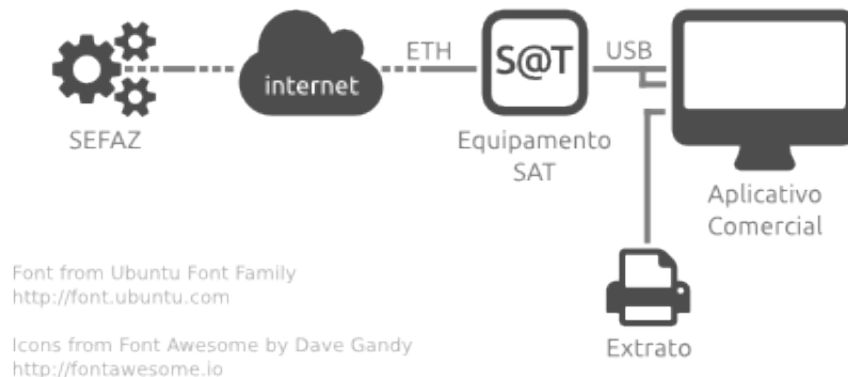 ETH
USB
internet
S@T
SEFAZ
Equipamento
SAT
Aplicativo
Comercial
Extrato
Font from Ubuntu Font Family
http://font.ubuntu.com
Icons from Font Awesome by Dave Gandy
http://fontawesome.io